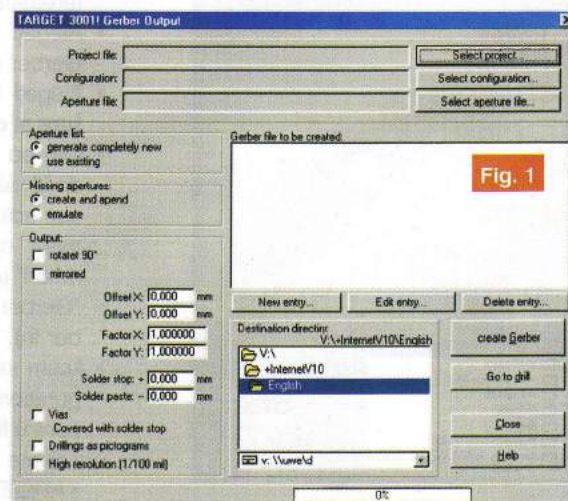 TARGET 3001! Gerber Output
Project file:
Select project...
Configuration:
Select configuration...
Aperture file:
Select aperture file...
Aperture list:
generate completely new
use existing
Missing apertures:
create and apend
emulate
Output:
rotatet 90°
mirrored
Offset X: 0,000 mm
Offset Y: 0,000 mm
Factor X: 1,000000
Factor Y: 1,000000
Solder stop: + 0,000 mm
Solder paste: - 0,000 mm
Vias
Covered with solder stop
Drillings as pictograms
High resolution (1/100 mil)
Gerber file to be created:
Fig. 1
New entry...
Edit entry...
Delete entry...
Destination
V:\+InternetV10\English
V:\
+InternetV10
English
v: \\uwe\d
create Gerber
Go to drill
Close
Help
0%